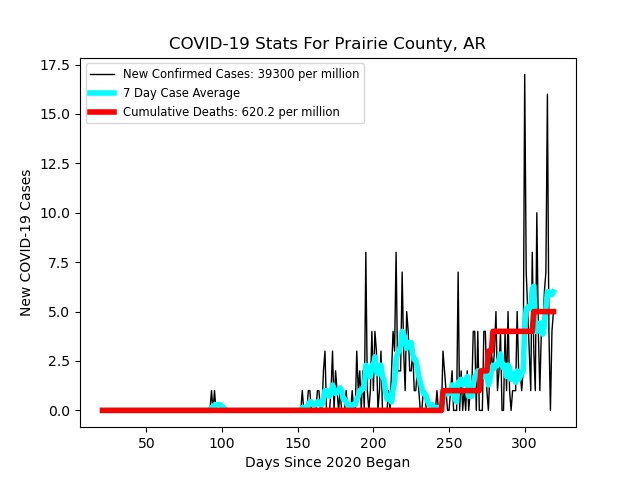 COVID-19 Stats For Prairie County, AR
New Confirmed Cases: 39300 per million
7 Day Case Average
Cumulative Deaths: 620.2 per million
New COVID-19 Cases
17.5
15.0
12.5
10.0
7.5
5.0
2.5
0.0
50 100 150 200 250 300
Days Since 2020 Began